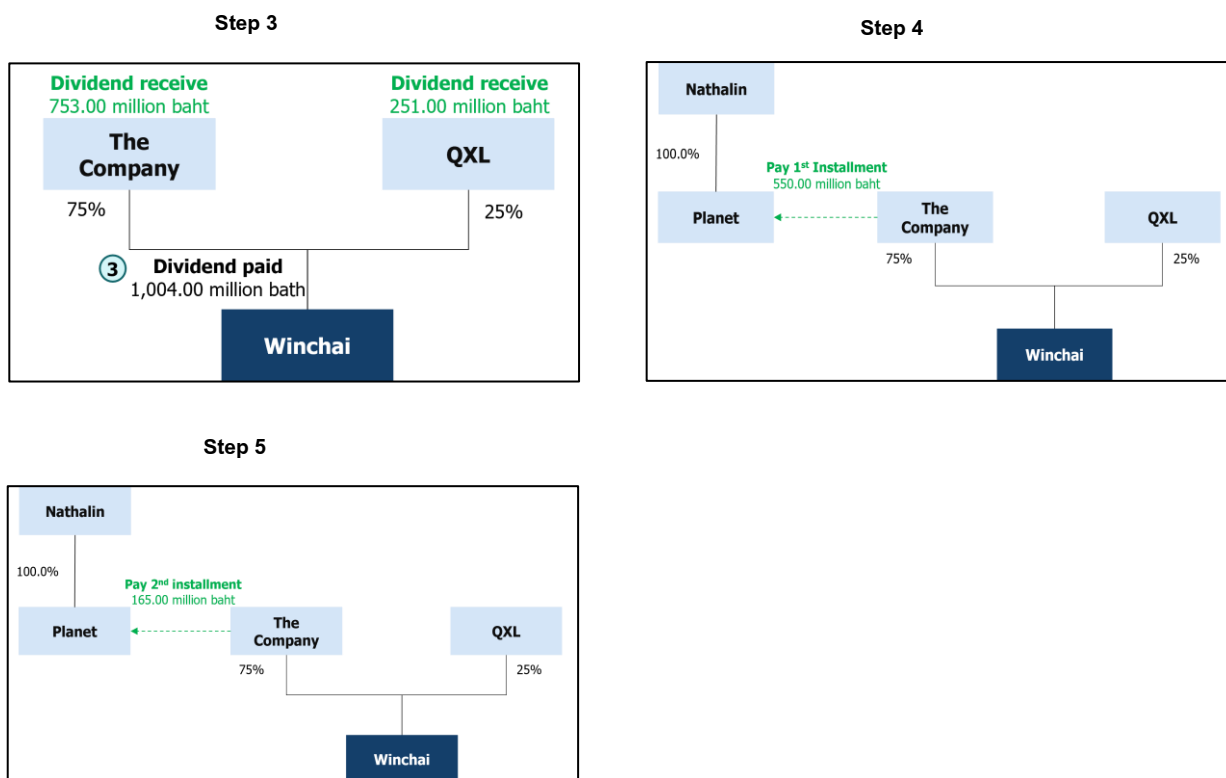 Step 3
Dividend receive
753.00 million baht
Dividend receive
251.00 million baht
The
Company
QXL
75%
25%
3
Dividend paid
1,004.00 million bath
Winchai
Step 4
Nathalin
100.0%
Pay 1st Installment
550.00 million baht
Planet
The
Company
QXL
75%
25%
Winchai
Step 5
Nathalin
100.0%
Pay 2nd installment
165.00 million baht
Planet
The
Company
QXL
75%
25%
Winchai